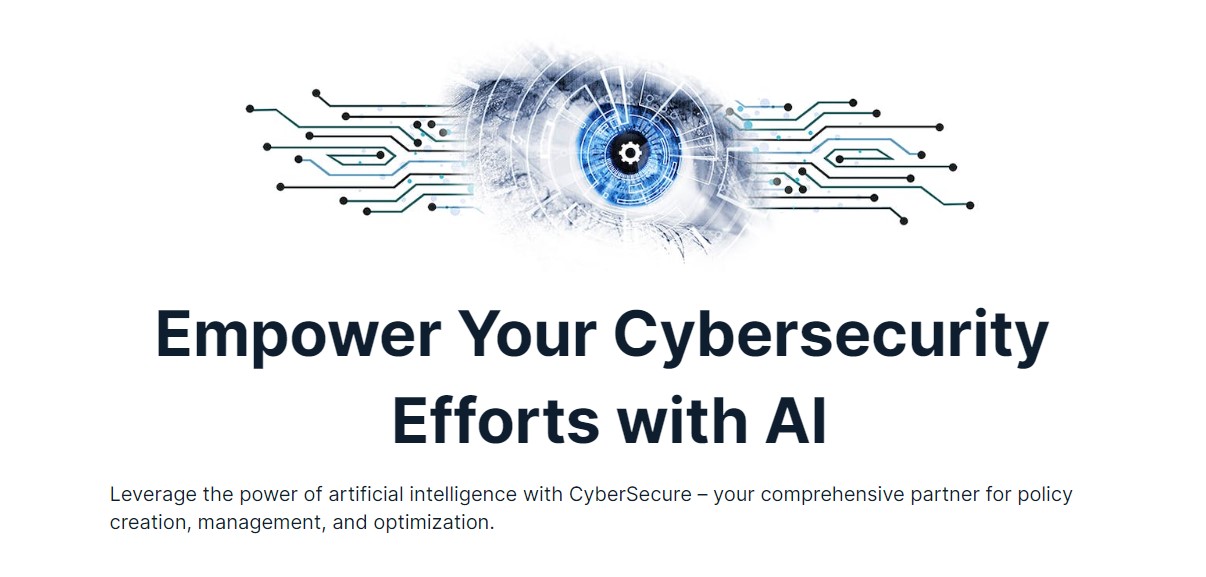 Empower Your Cybersecurity
Efforts with AI
Leverage the power of artificial intelligence with CyberSecure – your comprehensive partner for policy
creation, management, and optimization.